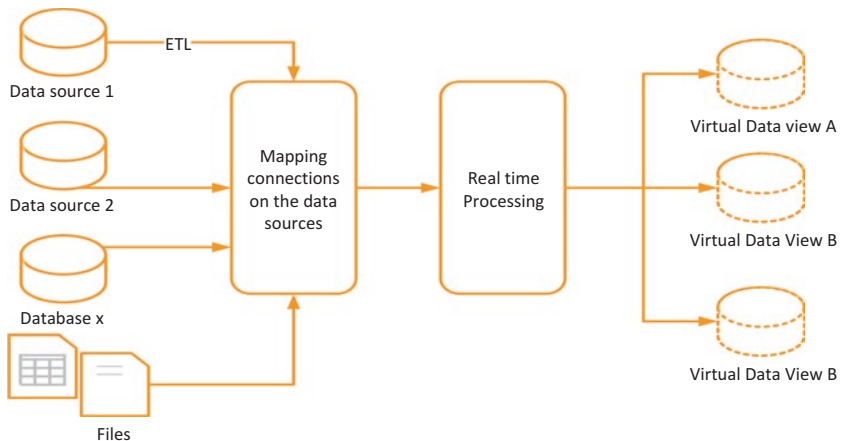 ETL
Data source 1
Data source 2
Database x
Files
Mapping
connections
on the data
sources
Real time
Processing
Virtual Data view A
Virtual Data View B
Virtual Data View B